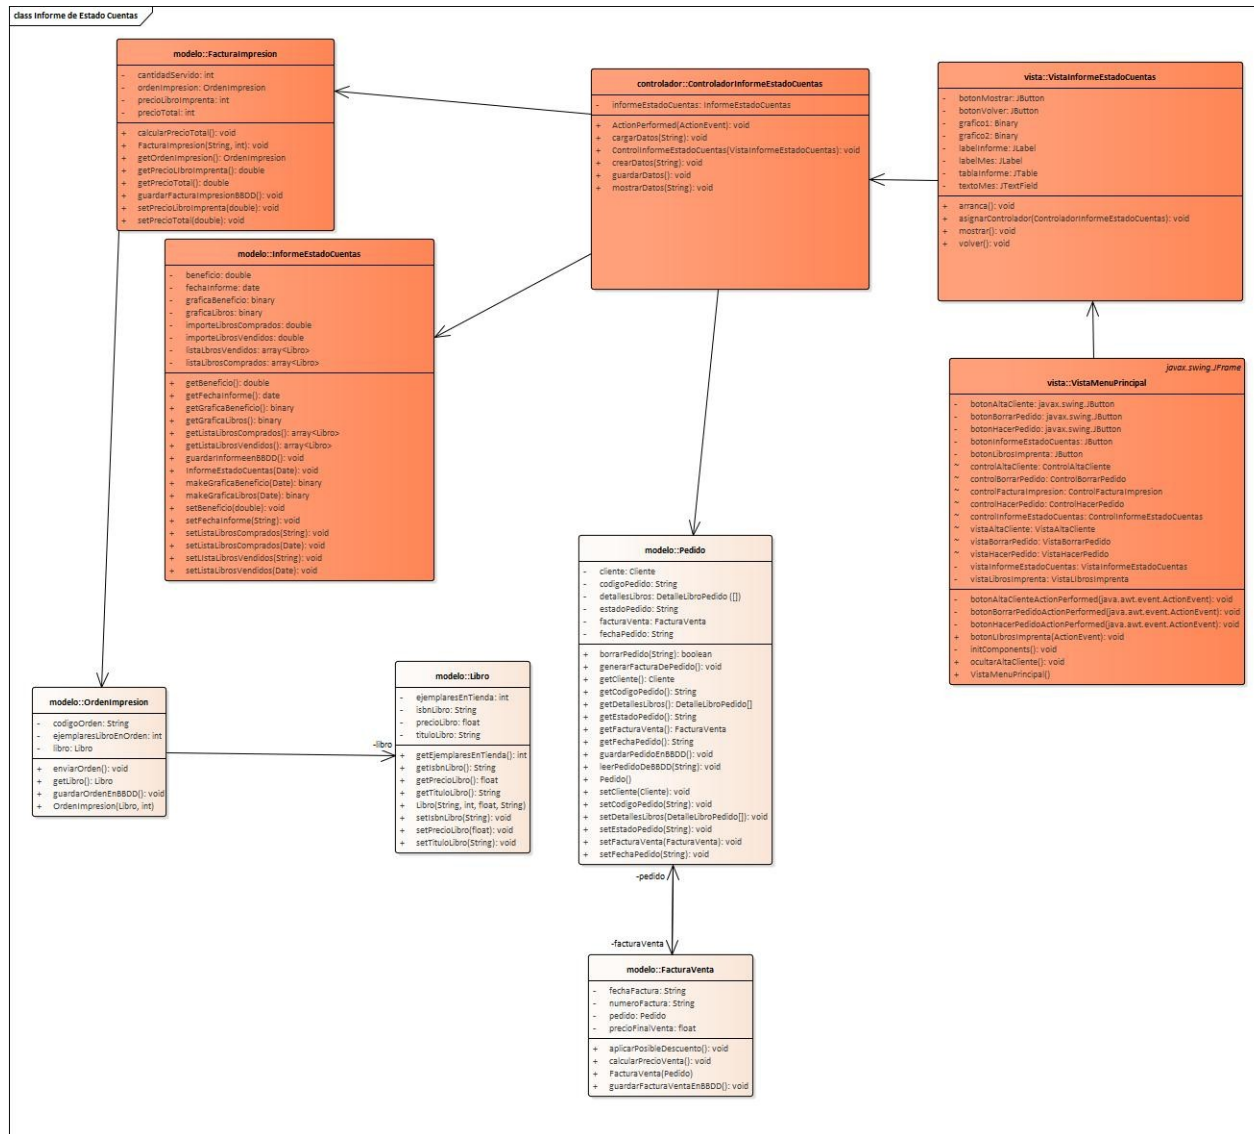 class Informe de Estado Cuentas
modelo::FacturaImpresion
- cantidadServido: int
- ordenImpresion: OrdenImpresion
- precioLibroImprenta: int
- precioTotal: int
+ calcularPrecioTotal(): void
+ FacturaImpresion(String, int): void
+ getOrdenImpresion(): OrdenImpresion
+ getPrecioLibroImprenta(): double
+ getPrecioTotal(): double
+ guardarFacturaImpresionBBDD(): void
+ setPrecioLibroImprenta(double): void
+ setPrecioTotal(double): void
controlador::ControladorInformeEstadoCuentas
- informeEstadoCuentas: InformeEstadoCuentas
+ ActionPerformed(ActionEvent): void
+ cargarDatos(String): void
+ ControlInformeEstadoCuentas(VistaInformeEstadoCuentas): void
+ crearDatos(String): void
+ guardarDatos(): void
+ mostrarDatos(String): void
vista::VistaInformeEstadoCuentas
- botonMostrar: JButton
- botonVolver: JButton
- grafico1: Binary
- grafico2: Binary
- labelInforme: JLabel
- labelMes: JLabel
- tablaInforme: JTable
- textoMes: JTextField
+ arranca(): void
+ asignarControlador(ControladorInformeEstadoCuentas): void
+ mostrar(): void
+ volver(): void
modelo::InformeEstadoCuentas
- beneficio: double
- fechaInforme: date
- graficaBeneficio: binary
- graficaLibros: binary
- importeLibrosComprados: double
- importeLibrosVendidos: double
- listaLbrosVendidos: array<Libro>
- listaLibrosComprados: array<Libro>
+ getBeneficio(): double
+ getFechaInforme(): date
+ getGraficaBeneficio(): binary
+ getGraficaLibros(): binary
+ getListaLibrosComprados(): array<Libro>
+ getListaLibrosVendidos(): array<Libro>
+ guardarInformeenBBDD(): void
+ InformeEstadoCuentas(Date): void
+ makeGraficaBeneficio(Date): binary
+ makeGraficaLibros(Date): binary
+ setBeneficio(double): void
+ setFechaInforme(String): void
+ setListaLibrosComprados(String): void
+ setListaLibrosComprados(Date): void
+ setListaLibrosVendidos(String): void
+ setListaLibrosVendidos(Date): void
javax.swing.JFrame
vista::VistaMenuPrincipal
- botonAltaCliente: javax.swing.JButton
- botonBorrarPedido: javax.swing.JButton
- botonHacerPedido: javax.swing.JButton
- botonInformeEstadoCuentas: JButton
- botonLibrosImprenta: JButton
~ controlAltaCliente: ControlAltaCliente
~ controlBorrarPedido: ControlBorrarPedido
~ controlFacturaImpresion: ControlFacturaImpresion
~ controlHacerPedido: ControlHacerPedido
~ controlInformeEstadoCuentas: ControlInformeEstadoCuentas
~ vistaAltaCliente: VistaAltaCliente
~ vistaBorrarPedido: VistaBorrarPedido
~ vistaHacerPedido: VistaHacerPedido
- vistaInformeEstadoCuentas: VistaInformeEstadoCuentas
- vistaLibrosImprenta: VistaLibrosImprenta
- botonAltaClienteActionPerformed(java.awt.event.ActionEvent): void
- botonBorrarPedidoActionPerformed(java.awt.event.ActionEvent): void
- botonHacerPedidoActionPerformed(java.awt.event.ActionEvent): void
+ botonLibrosImprenta(ActionEvent): void
- initComponents(): void
+ ocultarAltaCliente(): void
+ VistaMenuPrincipal()
modelo::Pedido
- cliente: Cliente
- codigoPedido: String
- detallesLibros: DetalleLibroPedido ([])
- estadoPedido: String
- facturaVenta: FacturaVenta
- fechaPedido: String
+ borrarPedido(String): boolean
+ generarFacturaDePedido(): void
+ getCliente(): Cliente
+ getCodigoPedido(): String
+ getDetallesLibros(): DetalleLibroPedido[]
+ getEstadoPedido(): String
+ getFacturaVenta(): FacturaVenta
+ getFechaPedido(): String
+ guardarPedidoEnBBDD(): void
+ leerPedidoDeBBDD(String): void
+ Pedido()
+ setCliente(Cliente): void
+ setCodigoPedido(String): void
+ setDetallesLibros(DetalleLibroPedido[]): void
+ setEstadoPedido(String): void
+ setFacturaVenta(FacturaVenta): void
+ setFechaPedido(String): void
modelo::OrdenImpresion
- codigoOrden: String
- ejemplaresLibroEnOrden: int
- libro: Libro
+ enviarOrden(): void
+ getLibro(): Libro
+ guardarOrdenEnBBDD(): void
+ OrdenImpresion(Libro, int)
-libro
modelo::Libro
- ejemplaresEnTienda: int
- isbnLibro: String
- precioLibro: float
- tituloLibro: String
+ getEjemplaresEnTienda(): int
+ getIsbnLibro(): String
+ getPrecioLibro(): float
+ getTituloLibro(): String
+ Libro(String, int, float, String)
+ setIsbnLibro(String): void
+ setPrecioLibro(float): void
+ setTituloLibro(String): void
-pedido
-facturaVenta
modelo::FacturaVenta
- fechaFactura: String
- numeroFactura: String
- pedido: Pedido
- precioFinalVenta: float
+ aplicarPosibleDescuento(): void
+ calcularPrecioVenta(): void
+ FacturaVenta(Pedido)
+ guardarFacturaVentaEnBBDD(): void